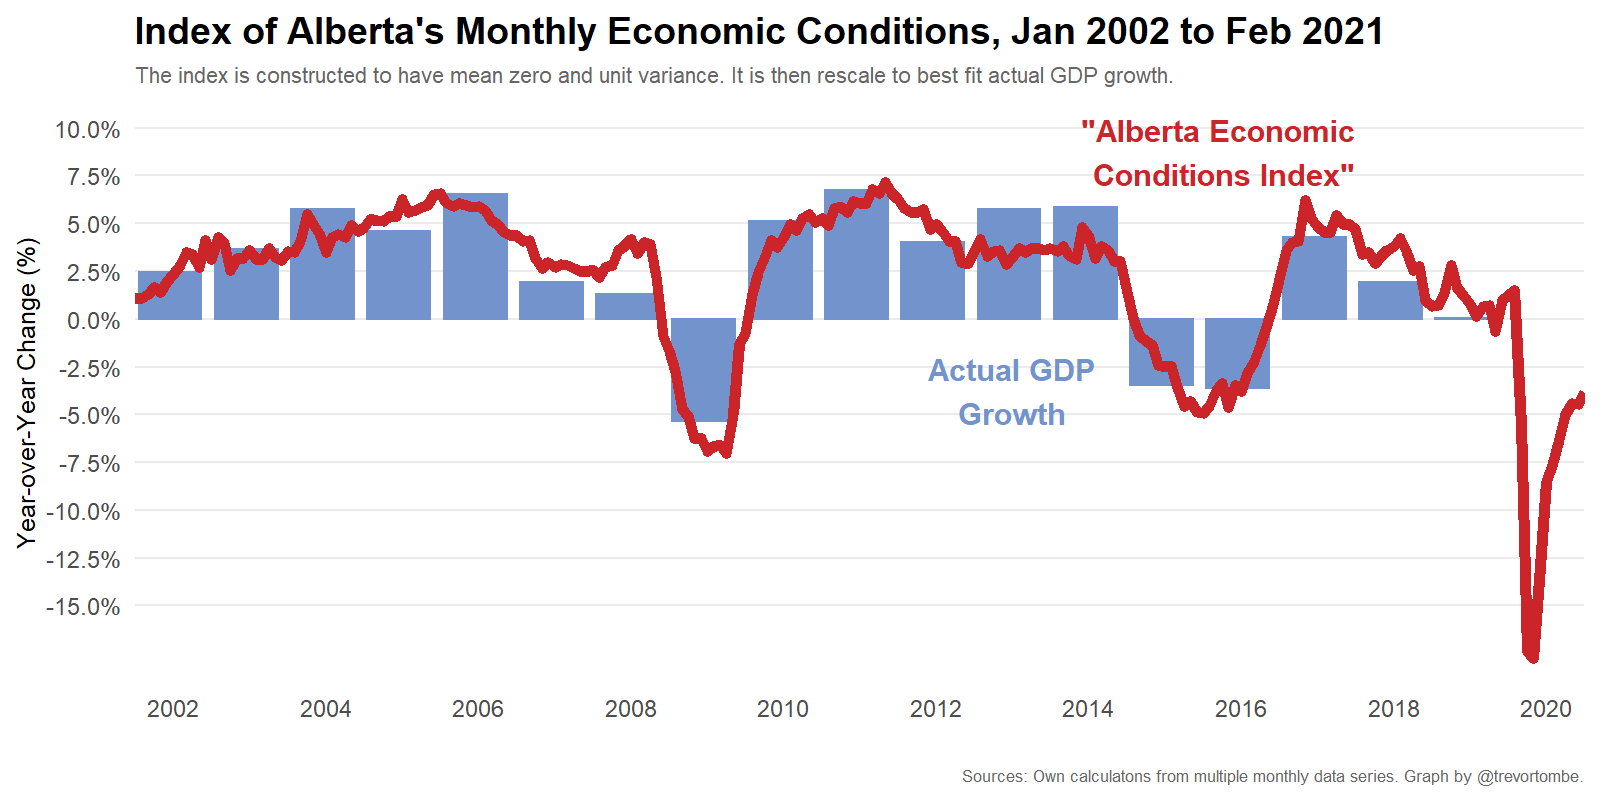 Index of Alberta's Monthly Economic Conditions, Jan 2002 to Feb 2021
The index is constructed to have mean zero and unit variance. It is then rescale to best fit actual GDP growth.
"Alberta Economic
Conditions Index"
10.0%
7.5%
5.0%
2.5%
0.0%
-2.5%
-5.0%
-7.5%
-10.0%
-12.5%
-15.0%
Year-over-Year Change (%)
Actual GDP
Growth
2002 2004 2006 2008 2010 2012 2014 2016 2018 2020
Sources: Own calculatons from multiple monthly data series. Graph by @trevortombe.